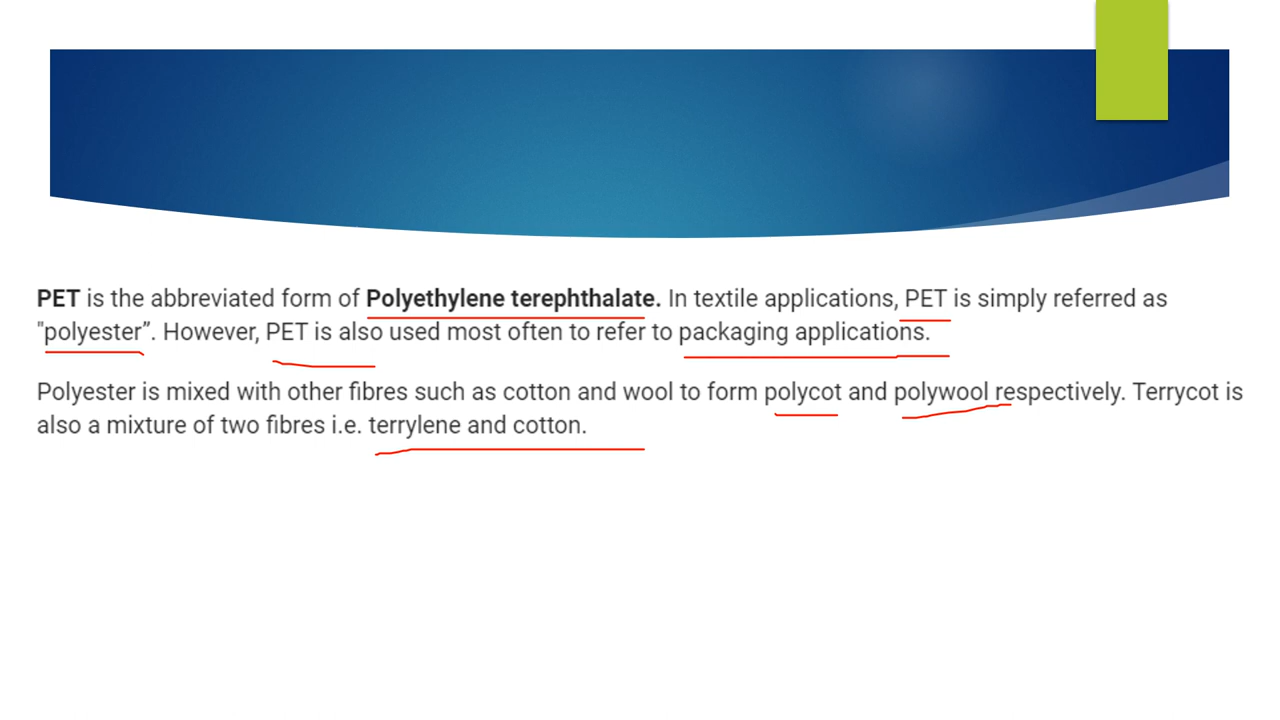 PET is the abbreviated form of Polyethylene terephthalate. In textile applications, PET is simply referred as
"polyester”. However, PET is also used most often to refer to packaging applications.
Polyester is mixed with other fibres such as cotton and wool to form polycot and polywool respectively. Terrycot is
also a mixture of two fibres i.e. terrylene and cotton.